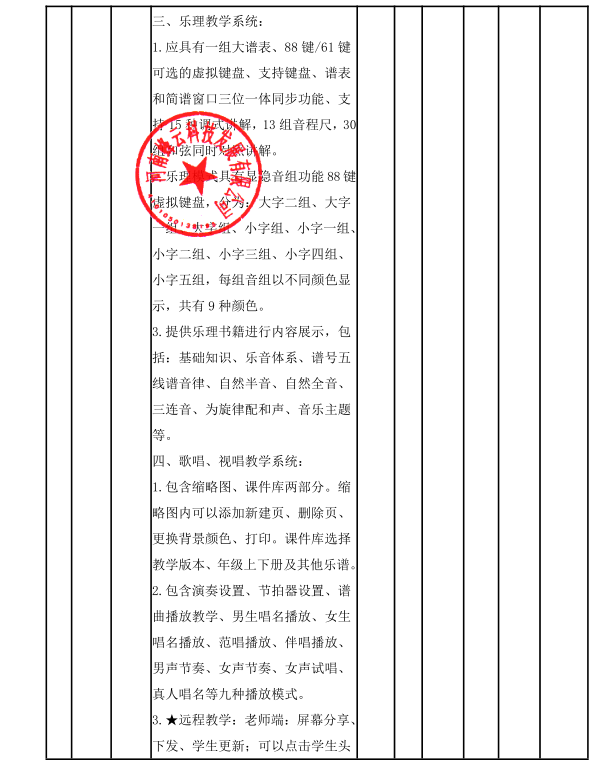 三、乐理教学系统：
1.应具有一组大谱表、88 键/61 键
可选的虚拟键盘、支持键盘、谱表
和简谱窗口三位一体同步功能、支
持 15 种调式讲解，13 组音程尺，30
组和弦同时对比讲解。
2.乐理模式具有显隐音组功能 88 键
虚拟键盘，分为：大字二组、大字
一组、大字组、小字组、小字一组、
小字二组、小字三组、小字四组、
小字五组，每组音组以不同颜色显
示，共有 9 种颜色。
3.提供乐理书籍进行内容展示，包
括：基础知识、乐音体系、谱号五
线谱音律、自然半音、自然全音、
三连音、为旋律配和声、音乐主题
等。
四、歌唱、视唱教学系统：
1.包含缩略图、课件库两部分。缩
略图内可以添加新建页、删除页、
更换背景颜色、打印。课件库选择
教学版本、年级上下册及其他乐谱。
2.包含演奏设置、节拍器设置、谱
曲播放教学、男生唱名播放、女生
唱名播放、范唱播放、伴唱播放、
男声节奏、女声节奏、女声试唱、
真人唱名等九种播放模式。
3.★远程教学：老师端：屏幕分享、
下发、学生更新；可以点击学生头
科技发展有限公司